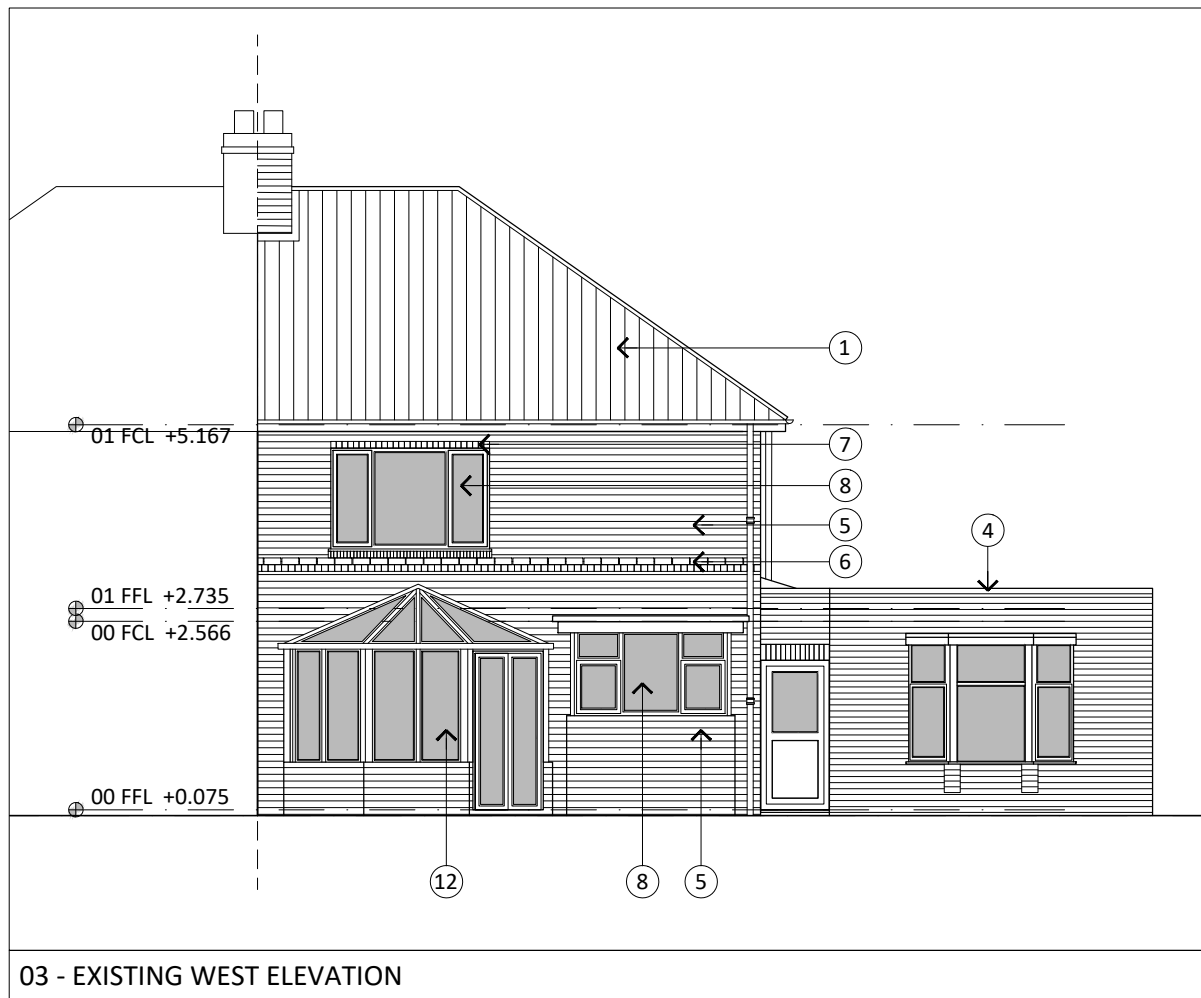 1
01 FCL +5.167
7
8
5
4
6
01 FFL +2.735
00 FCL +2.566
00 FFL +0.075
12
8
5
03 - EXISTING WEST ELEVATION